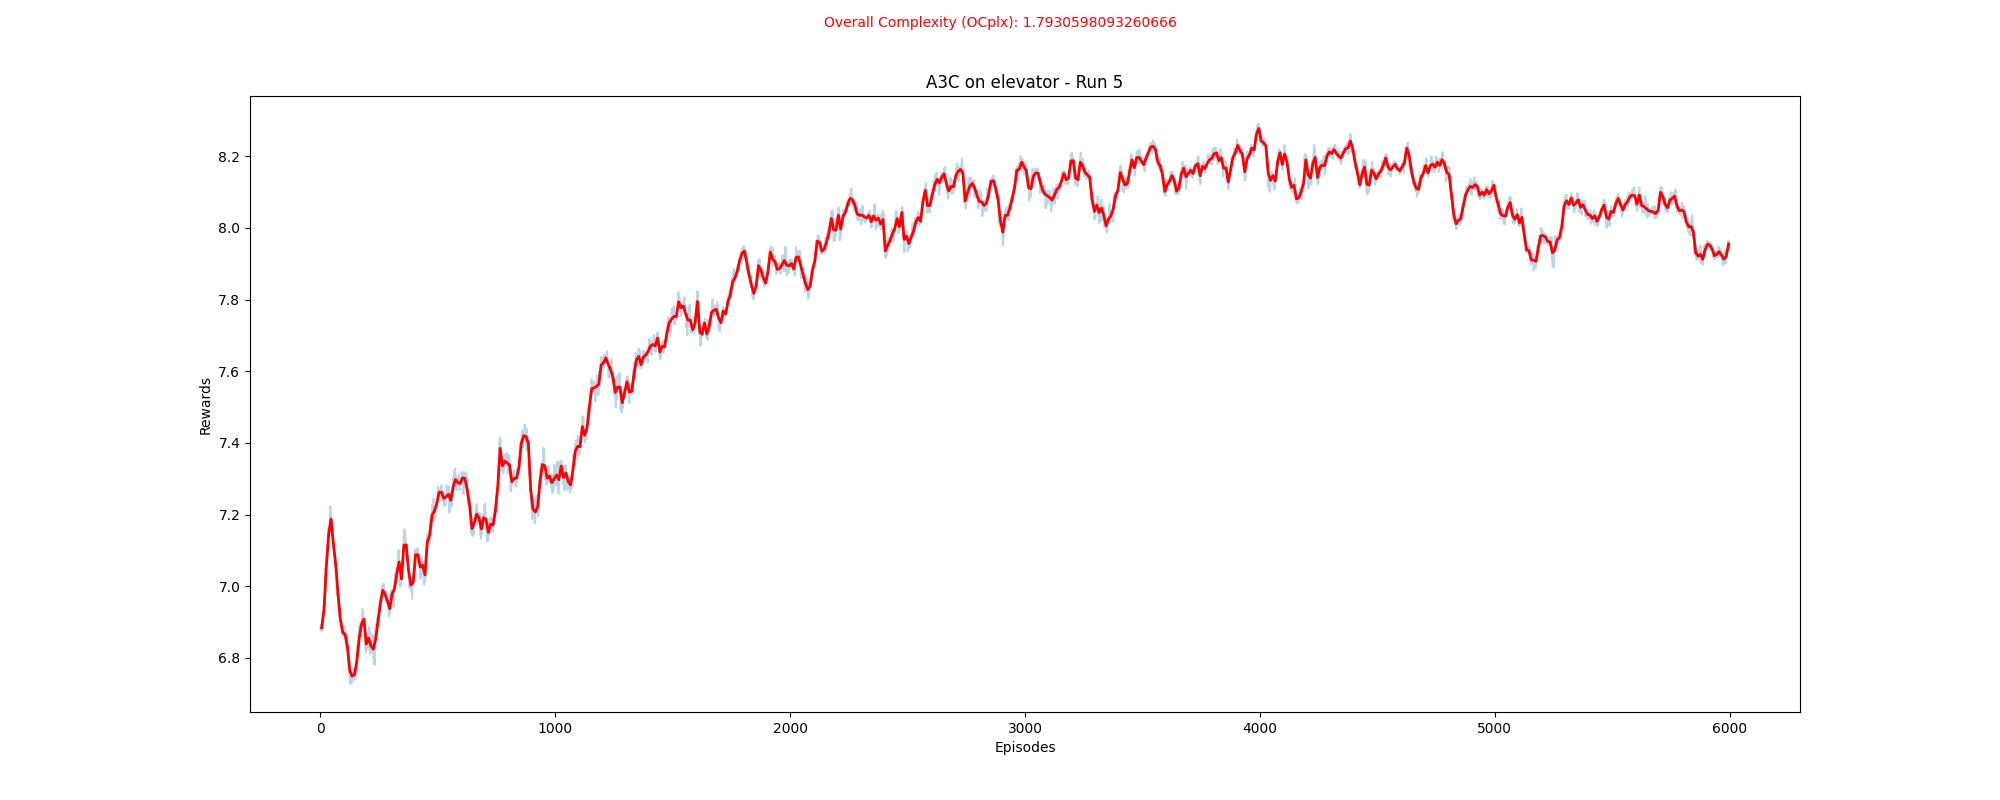 Overall Complexity (OCplx): 1.7930598093260666
A3C on elevator - Run 5
8.2
8.0
7.8
7.6
7.4
7.2
7.0
6.8
Rewards
0 1000 2000 3000 4000 5000 6000
Episodes